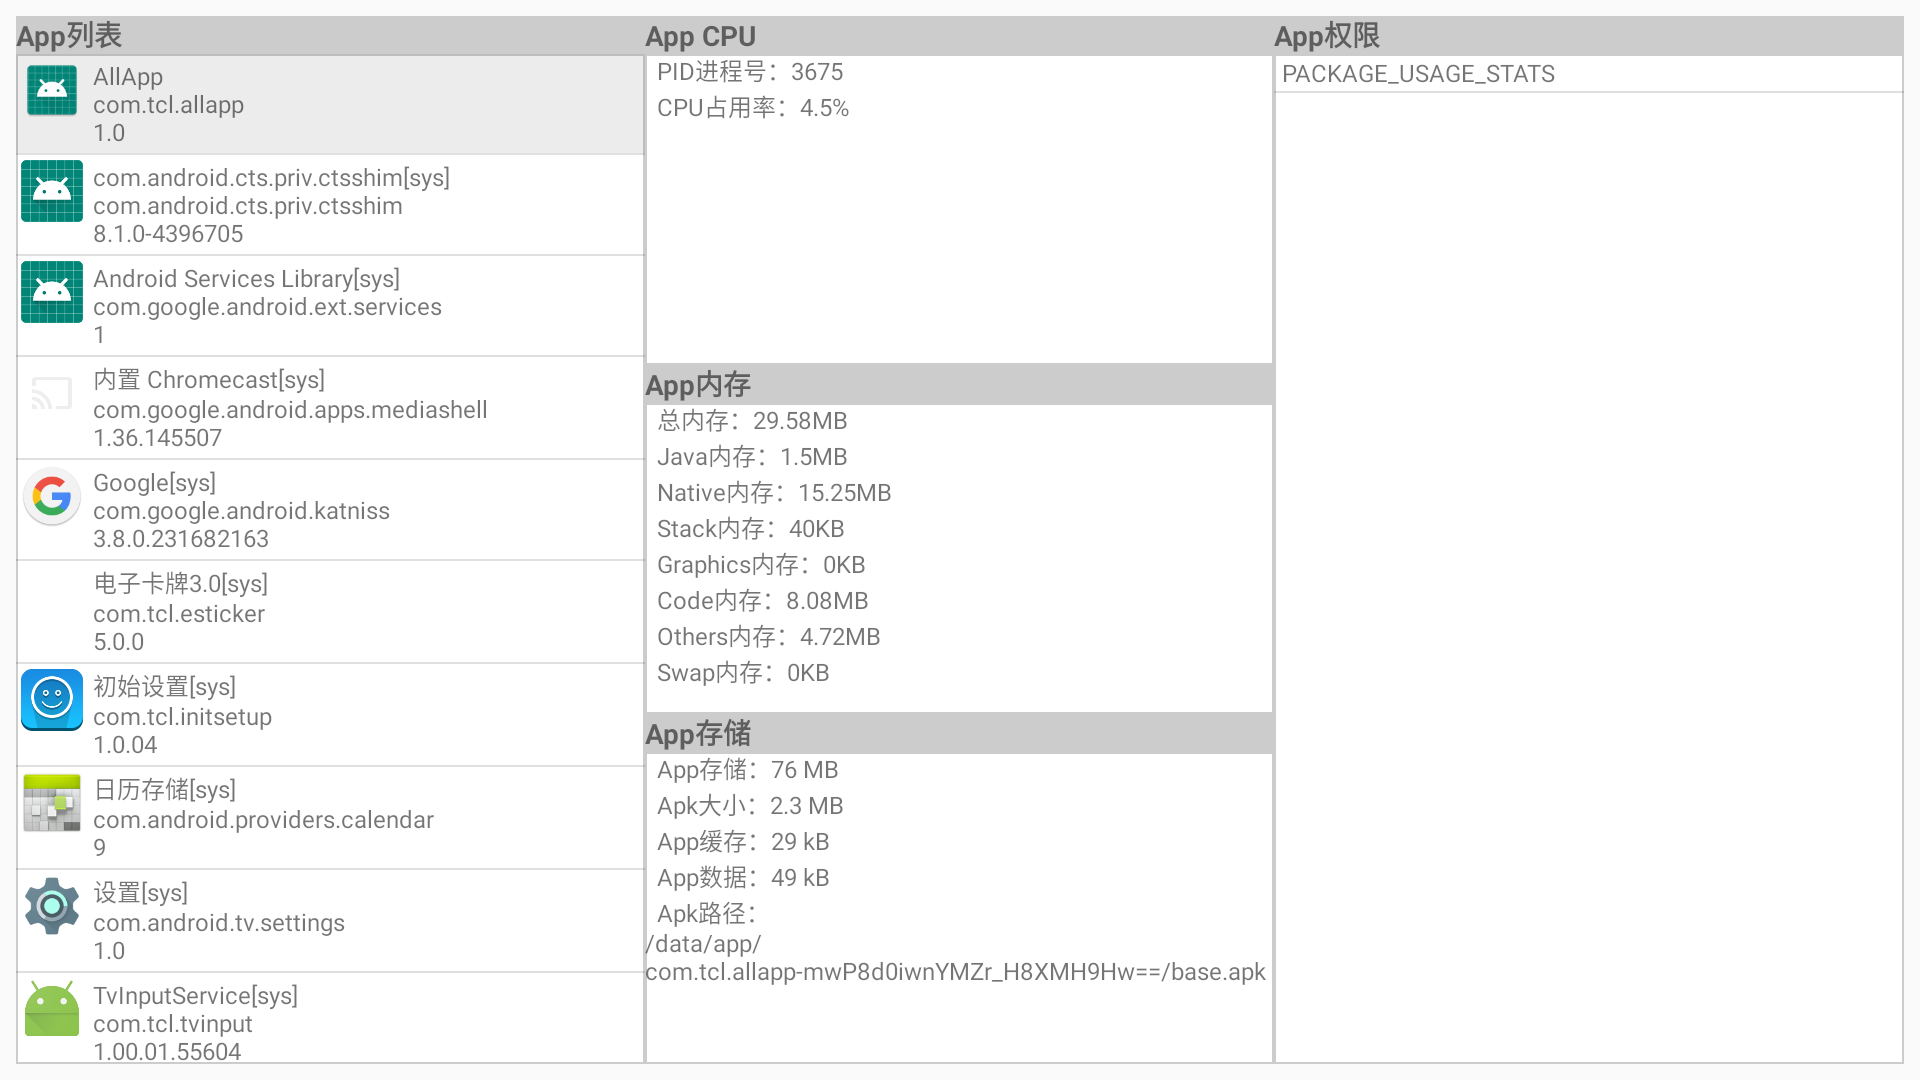 App列表
AllApp
com.tcl.allapp
1.0
com.android.cts.priv.ctsshim[sys]
com.android.cts.priv.ctsshim
8.1.0-4396705
Android Services Library[sys]
com.google.android.ext.services
1
内置 Chromecast[sys]
com.google.android.apps.mediashell
1.36.145507
Google[sys]
com.google.android.katniss
3.8.0.231682163
电子卡牌3.0[sys]
com.tcl.esticker
5.0.0
初始设置[sys]
com.tcl.initsetup
1.0.04
日历存储[sys]
com.android.providers.calendar
9
设置[sys]
com.android.tv.settings
1.0
TvInputService[sys]
com.tcl.tvinput
1.00.01.55604
App CPU
PID进程号：3675
CPU占用率：4.5%
App内存
总内存：29.58MB
Java内存：1.5MB
Native内存：15.25MB
Stack内存：40KB
Graphics内存：0KB
Code内存：8.08MB
Others内存：4.72MB
Swap内存：0KB
App存储
App存储：76 MB
Apk大小：2.3 MB
App缓存：29 kB
App数据：49 kB
Apk路径：
/data/app/
com.tcl.allapp-mwP8d0iwnYMZr_H8XMH9Hw==/base.apk
App权限
PACKAGE_USAGE_STATS